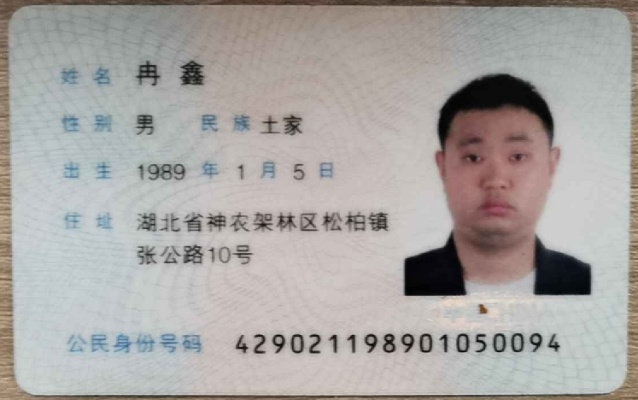 姓名 冉鑫
性别 男 民族 土家
出生 1989 年 1 月 5 日
住址 湖北省神农架林区松柏镇
张公路10号
公民身份号码 429021198901050094